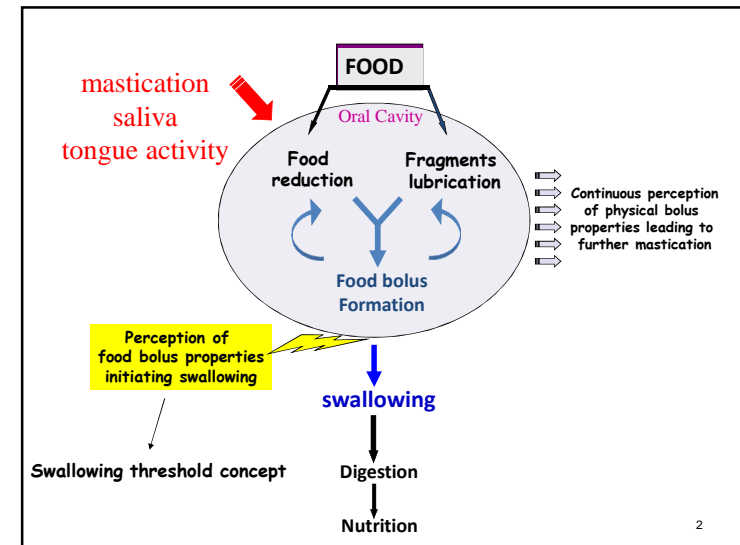 FOOD
mastication
saliva
tongue activity
Oral Cavity
Food
reduction
Fragments
lubrication
Continuous perception
of physical bolus
properties leading to
further mastication
Food bolus
Formation
Perception of
food bolus properties
initiating swallowing
swallowing
Swallowing threshold concept
Digestion
Nutrition
2